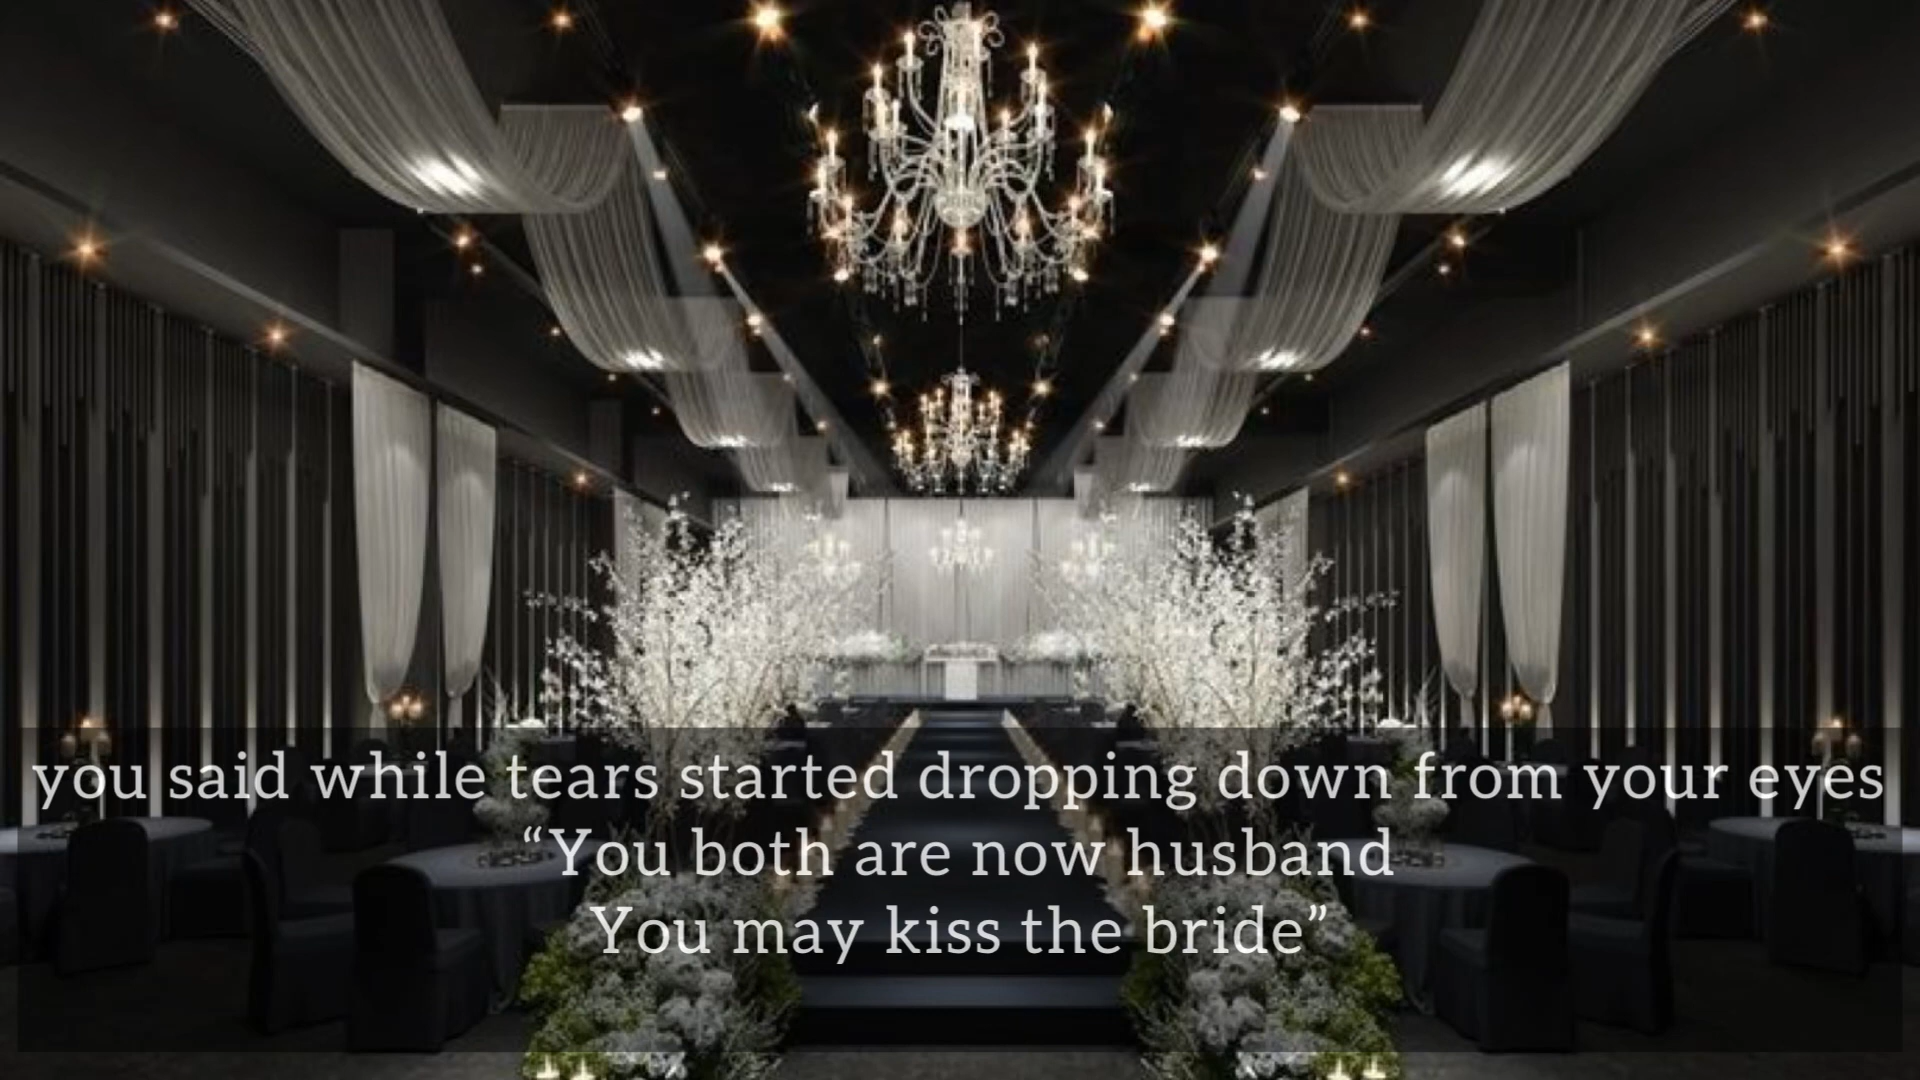 you said while tears started dropping down from your eyes
“You both are now husband
You may kiss the bride”